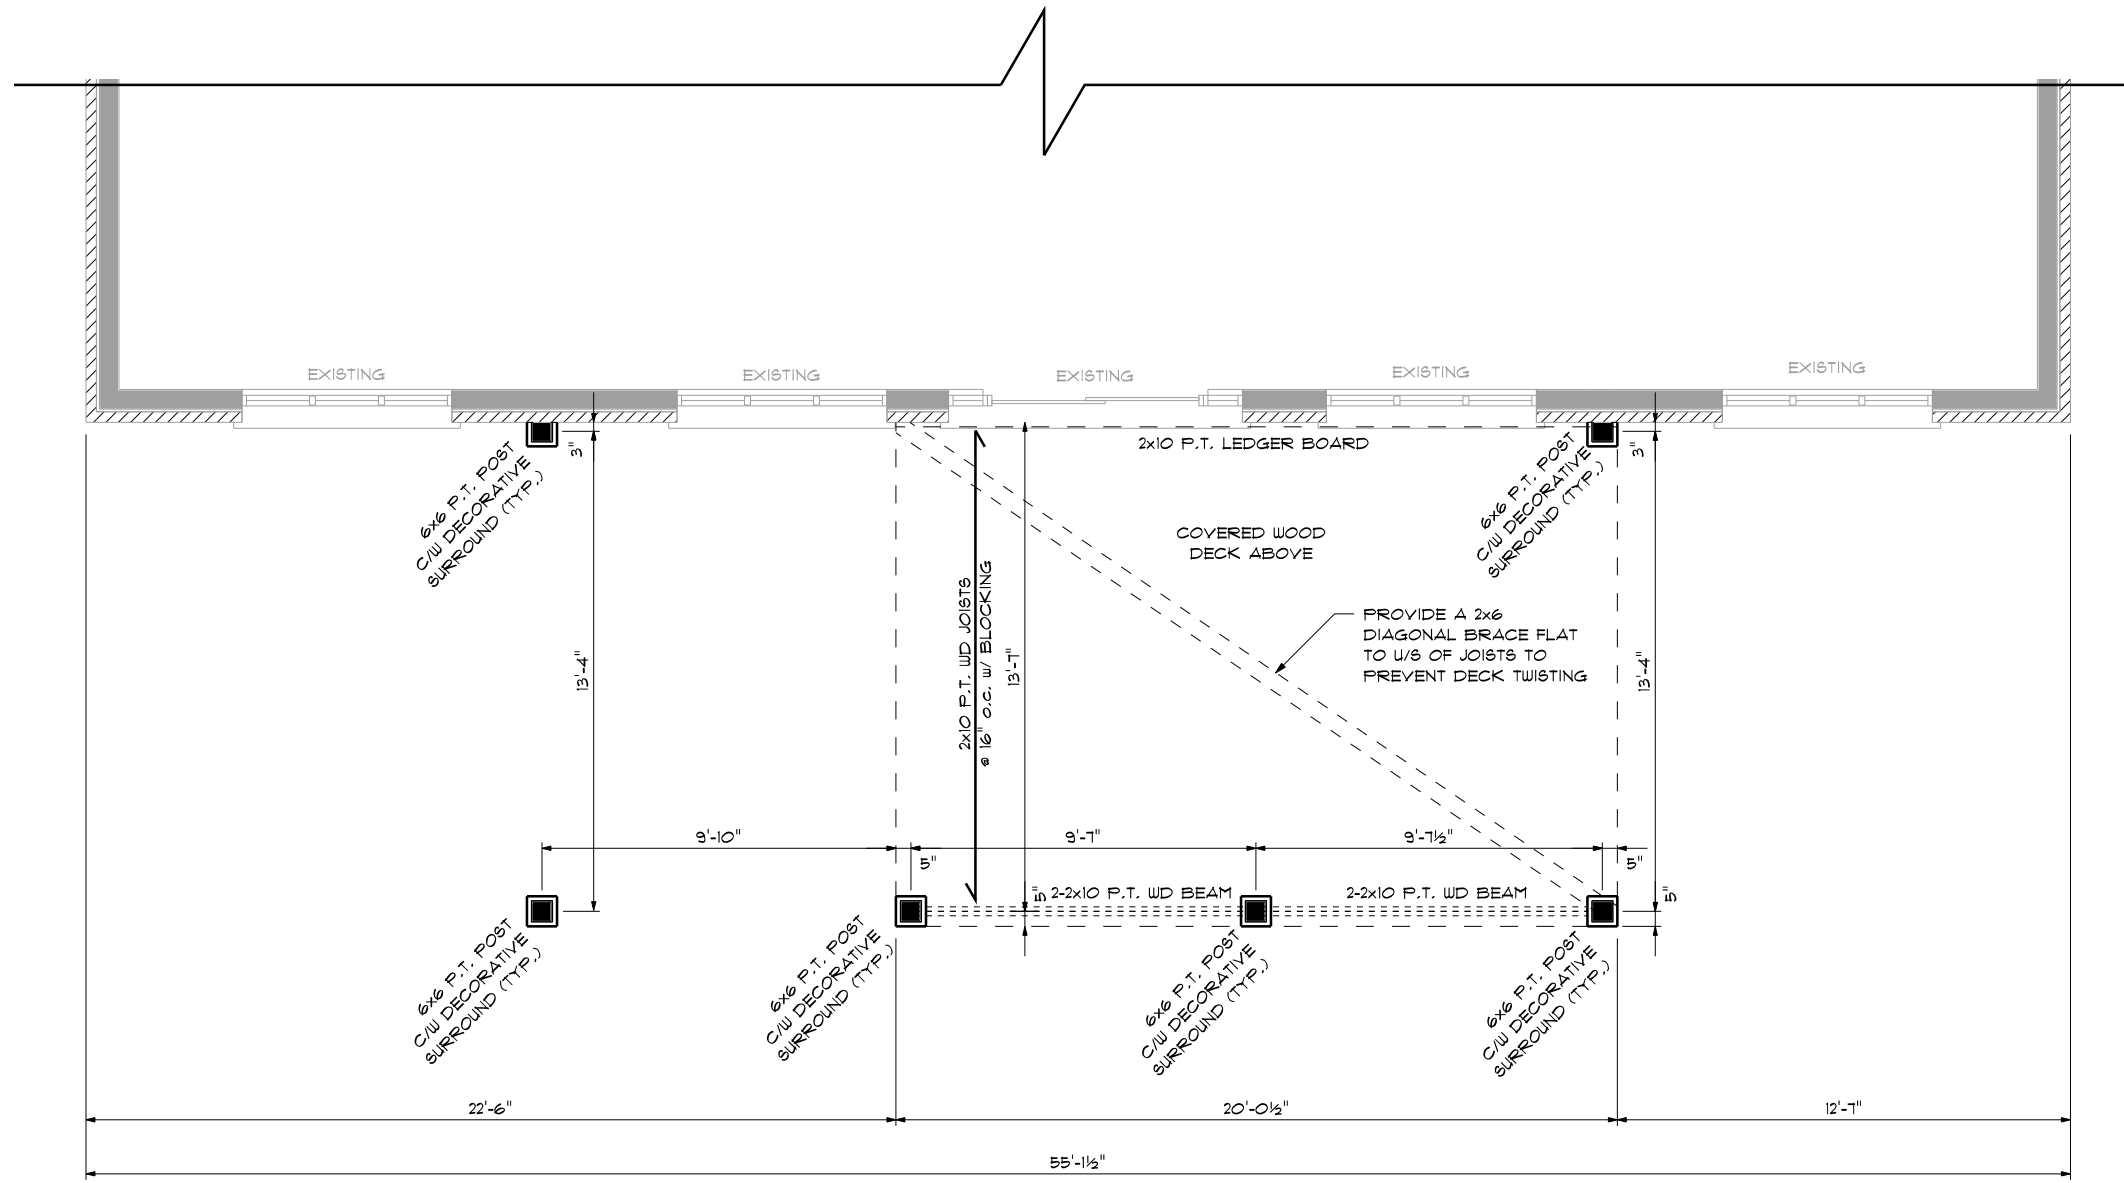 EXISTING
EXISTING
EXISTING
EXISTING
EXISTING
3"
2x10 P.T. LEDGER BOARD
3"
6x6 P.T. POST
C/W DECORATIVE
SURROUND (TYP.)
6x6 P.T. POST
C/W DECORATIVE
SURROUND (TYP.)
COVERED WOOD
DECK ABOVE
PROVIDE A 2x6
DIAGONAL BRACE FLAT
TO U/S OF JOISTS TO
PREVENT DECK TWISTING
13'-4"
2x10 P.T. WD JOISTS
@ 16" o.c. w/ BLOCKING
13'-7"
13'-4"
9'-10"
9'-7"
9'-7½"
5"
5"
5"
2-2x10 P.T. WD BEAM
2-2x10 P.T. WD BEAM
5"
6x6 P.T. POST
C/W DECORATIVE
SURROUND (TYP.)
6x6 P.T. POST
C/W DECORATIVE
SURROUND (TYP.)
6x6 P.T. POST
C/W DECORATIVE
SURROUND (TYP.)
6x6 P.T. POST
C/W DECORATIVE
SURROUND (TYP.)
22'-6"
20'-0½"
12'-7"
55'-1½"